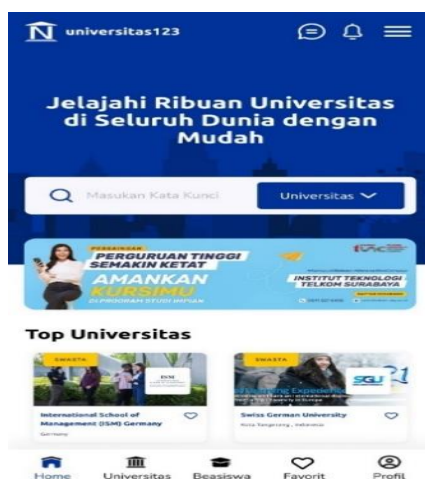 universitas123
Jelajahi Ribuan Universitas
di Seluruh Dunia dengan
Mudah
Masukan Kata Kunci
Universitas
PERSAINGAN
PERGURUAN TINGGI
SEMAKIN KETAT
AMANKAN
KURSIMU
DI PROGRAM STUDI IMPIAN
INSTITUT TEKNOLOGI
TELKOM SURABAYA
Top Universitas
SWASTA
ISM
International School of
Management (ISM) Germany
Germany
SWASTA
SGU
Swiss German University
Kota Tangerang , Indonesia
Home
Universitas
Beasiswa
Favorit
Profil